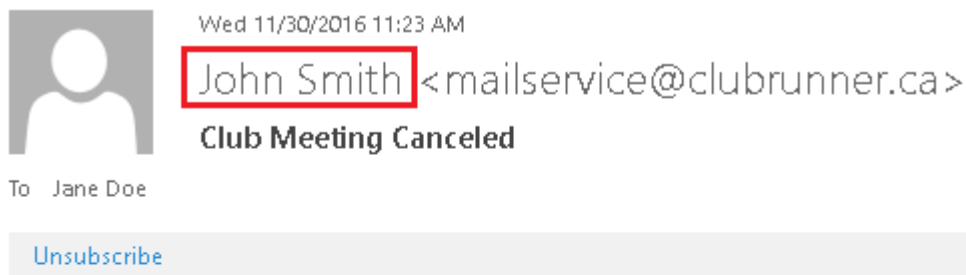 Wed 11/30/2016 11:23 AM
John Smith <mailservice@clubrunner.ca>
Club Meeting Canceled
To Jane Doe
Unsubscribe